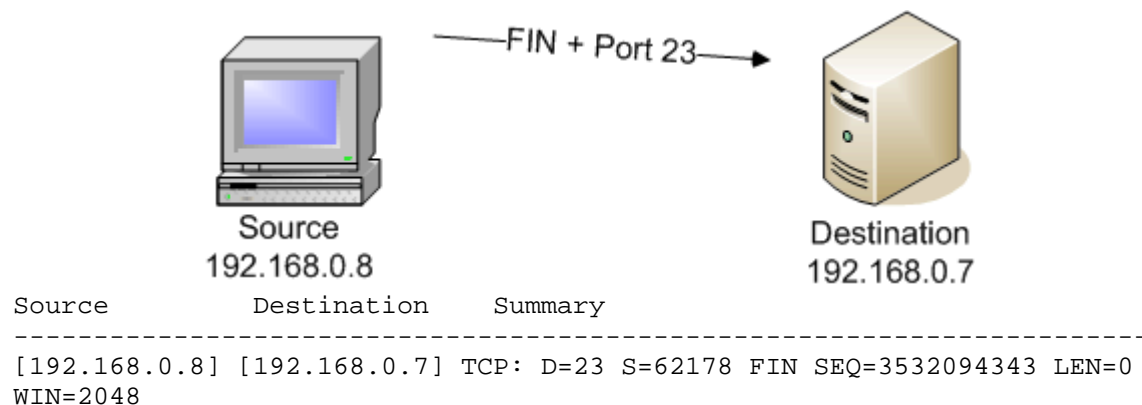 FIN + Port 23
Source
192.168.0.8
Destination
192.168.0.7
Source Destination Summary
------------------------------------------------------------------------
[192.168.0.8] [192.168.0.7] TCP: D=23 S=62178 FIN SEQ=3532094343 LEN=0
WIN=2048